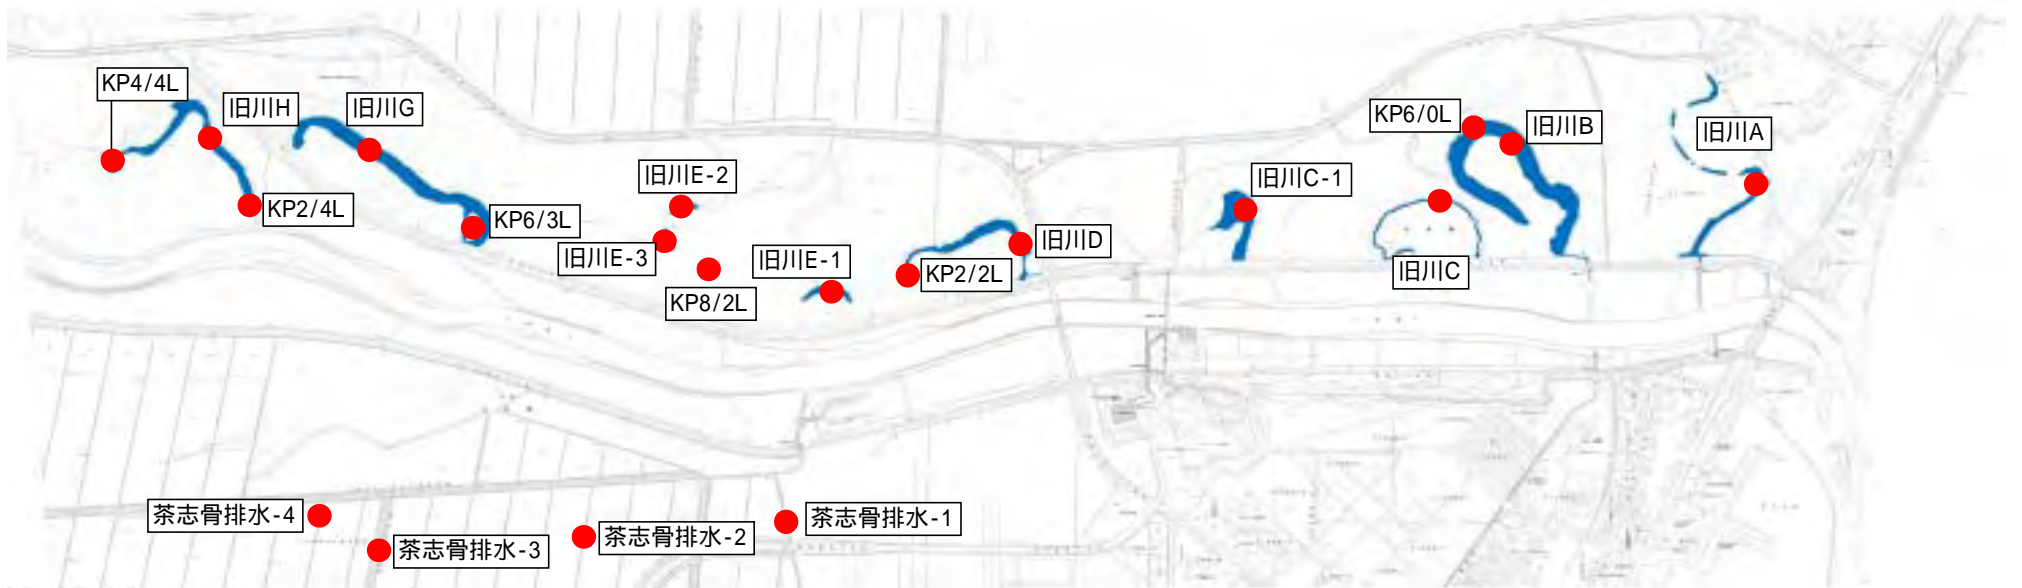 KP4/4L
旧川H
旧川G
KP6/0L
旧川B
旧川A
旧川E-2
旧川C-1
KP2/4L
KP6/3L
旧川D
旧川E-3
旧川E-1
KP2/2L
旧川C
KP8/2L
茶志骨排水-4
茶志骨排水-1
茶志骨排水-3
茶志骨排水-2